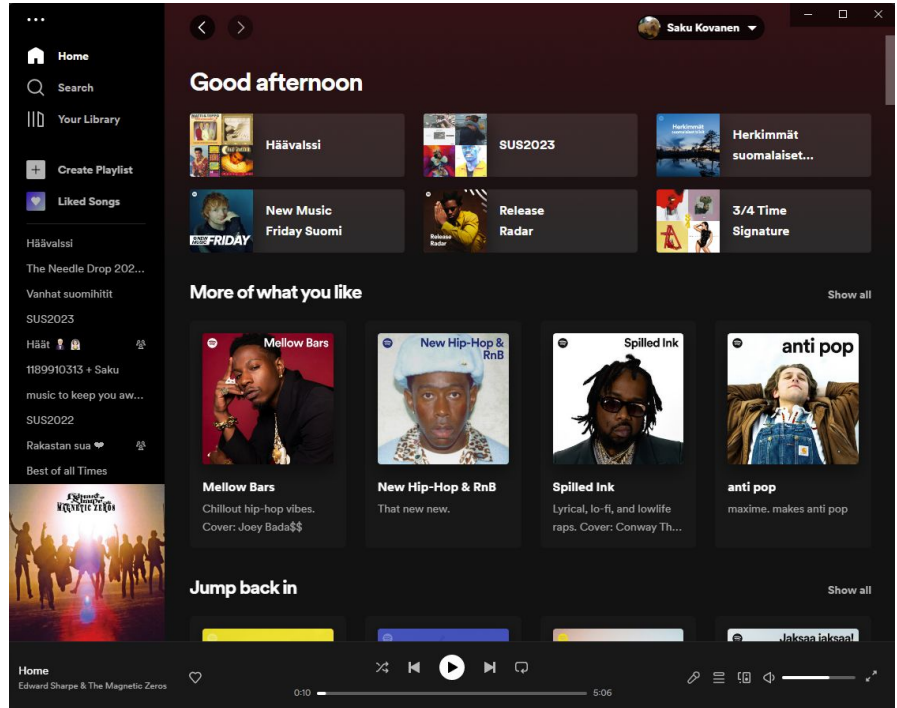 Saku Kovanen
Home
Search
Your Library
Create Playlist
Liked Songs
Häävalssi
The Needle Drop 202...
Vanhat suomihitit
SUS2023
Häät 🤵🏻 👰🏻
1189910313 + Saku
music to keep you aw...
SUS2022
Rakastan sua ❤
Best of all Times
Edward Sharpe
MAGNETIC ZEROS
Good afternoon
Häävalssi
SUS2023
Herkimmät
Herkimmät
suomalaiset...
NEW MUSIC FRIDAY
New Music
Friday Suomi
Release
Radar
Release
Radar
3/4 Time
Signature
More of what you like
Show all
Mellow Bars
Mellow Bars
Chillout hip-hop vibes.
Cover: Joey Bada$$
New Hip-Hop &
RnB
New Hip-Hop & RnB
That new new.
Spilled Ink
Spilled Ink
Lyrical, lo-fi, and lowlife
raps. Cover: Conway Th...
anti pop
anti pop
maxime. makes anti pop
Jump back in
Show all
Jaksaa jaksaa!
Home
Edward Sharpe & The Magnetic Zeros
0:10
5:06